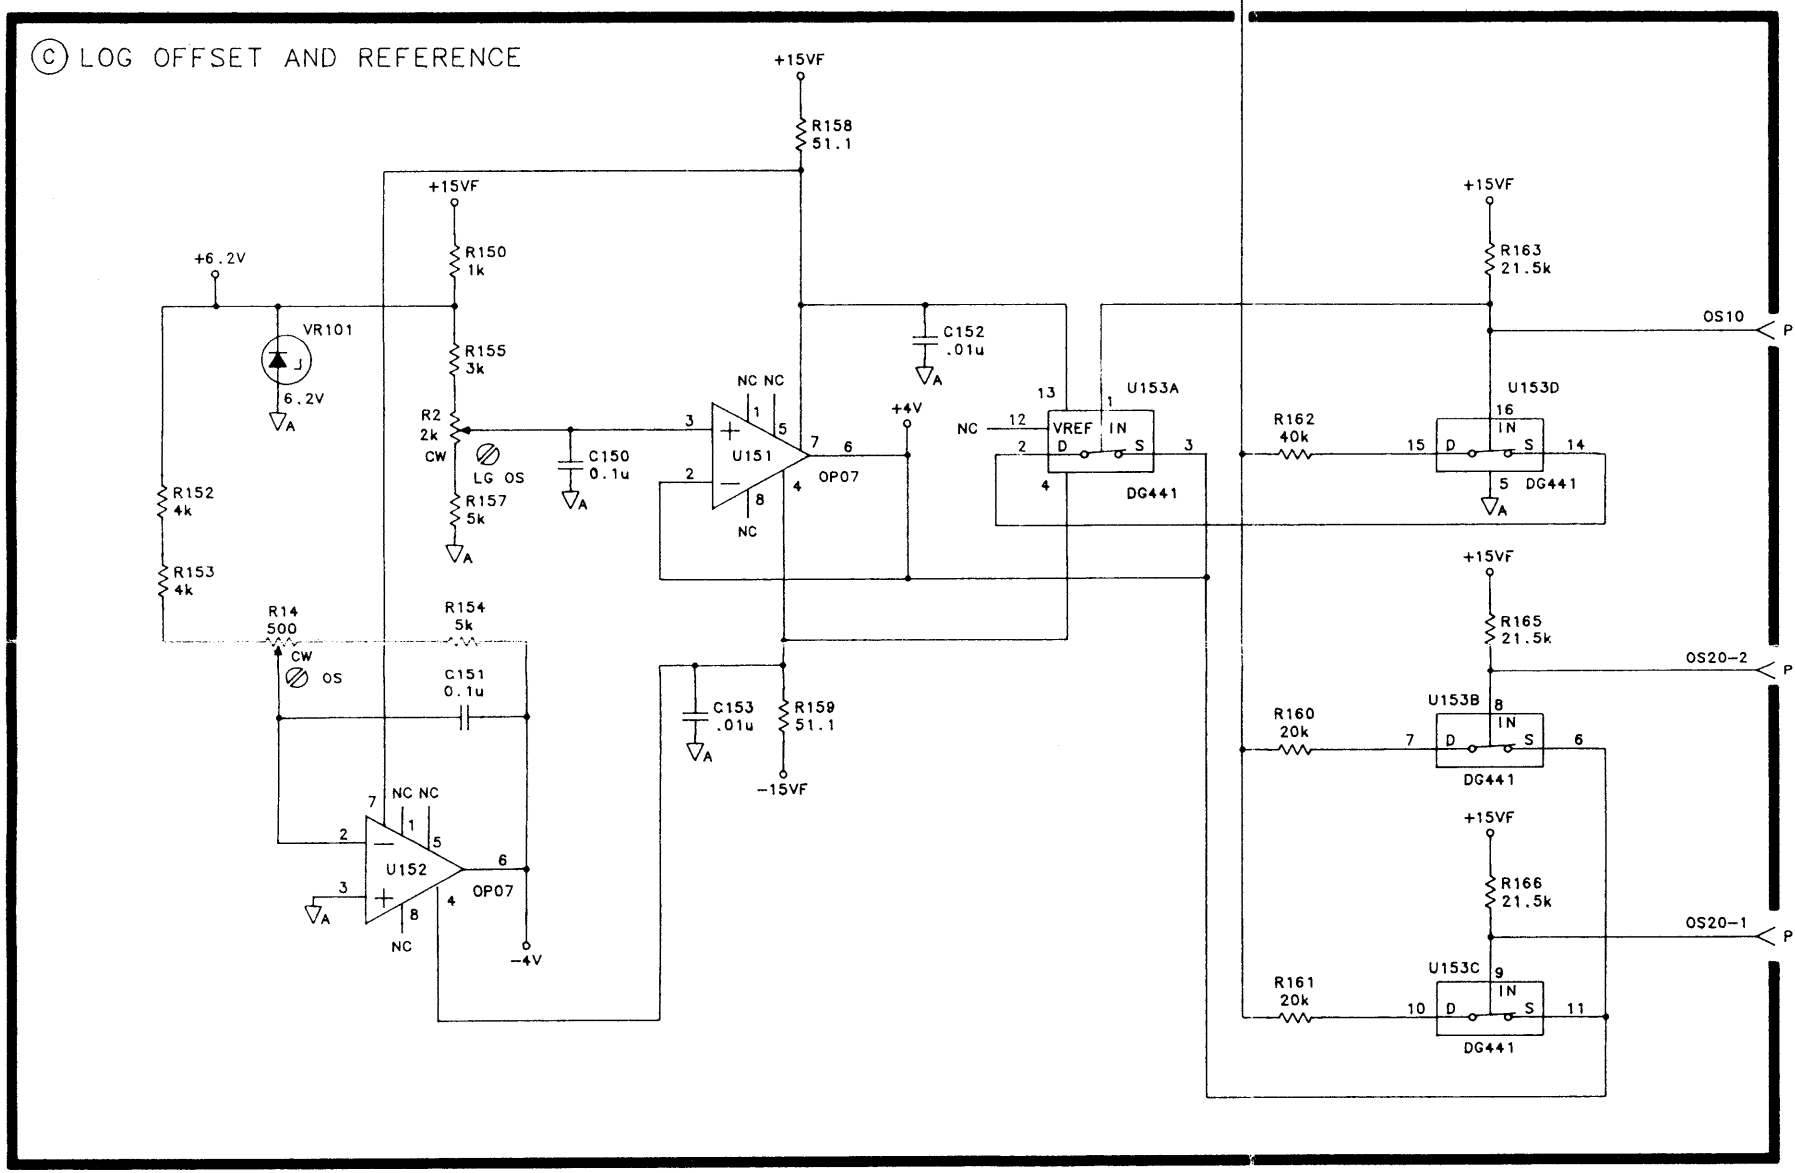 C LOG OFFSET AND REFERENCE
+15VF
R158
51.1
+15VF
R150
1k
+6.2V
VR101
6.2V
A
R155
3k
R2
2k
CW
LG OS
R157
5k
A
C150
0.1u
A
R152
4k
R153
4k
R14
500
CW
OS
R154
5k
C151
0.1u
NC NC
3
1
5
+
U151
7
6
OP07
2
−
4
8
NC
C152
.01u
A
+4V
U153A
13
1
NC
12
VREF
IN
2
D
S
3
4
DG441
+15VF
R163
21.5k
OS10
P
U153D
16
IN
R162
40k
15
D
S
14
5
DG441
A
+15VF
R165
21.5k
OS20-2
P
U153B
8
IN
R160
20k
7
D
S
6
DG441
+15VF
R166
21.5k
OS20-1
P
U153C
9
IN
R161
20k
10
D
S
11
DG441
C153
.01u
A
R159
51.1
-15VF
7
NC NC
1
5
2
−
U152
6
OP07
3
+
A
4
8
NC
-4V